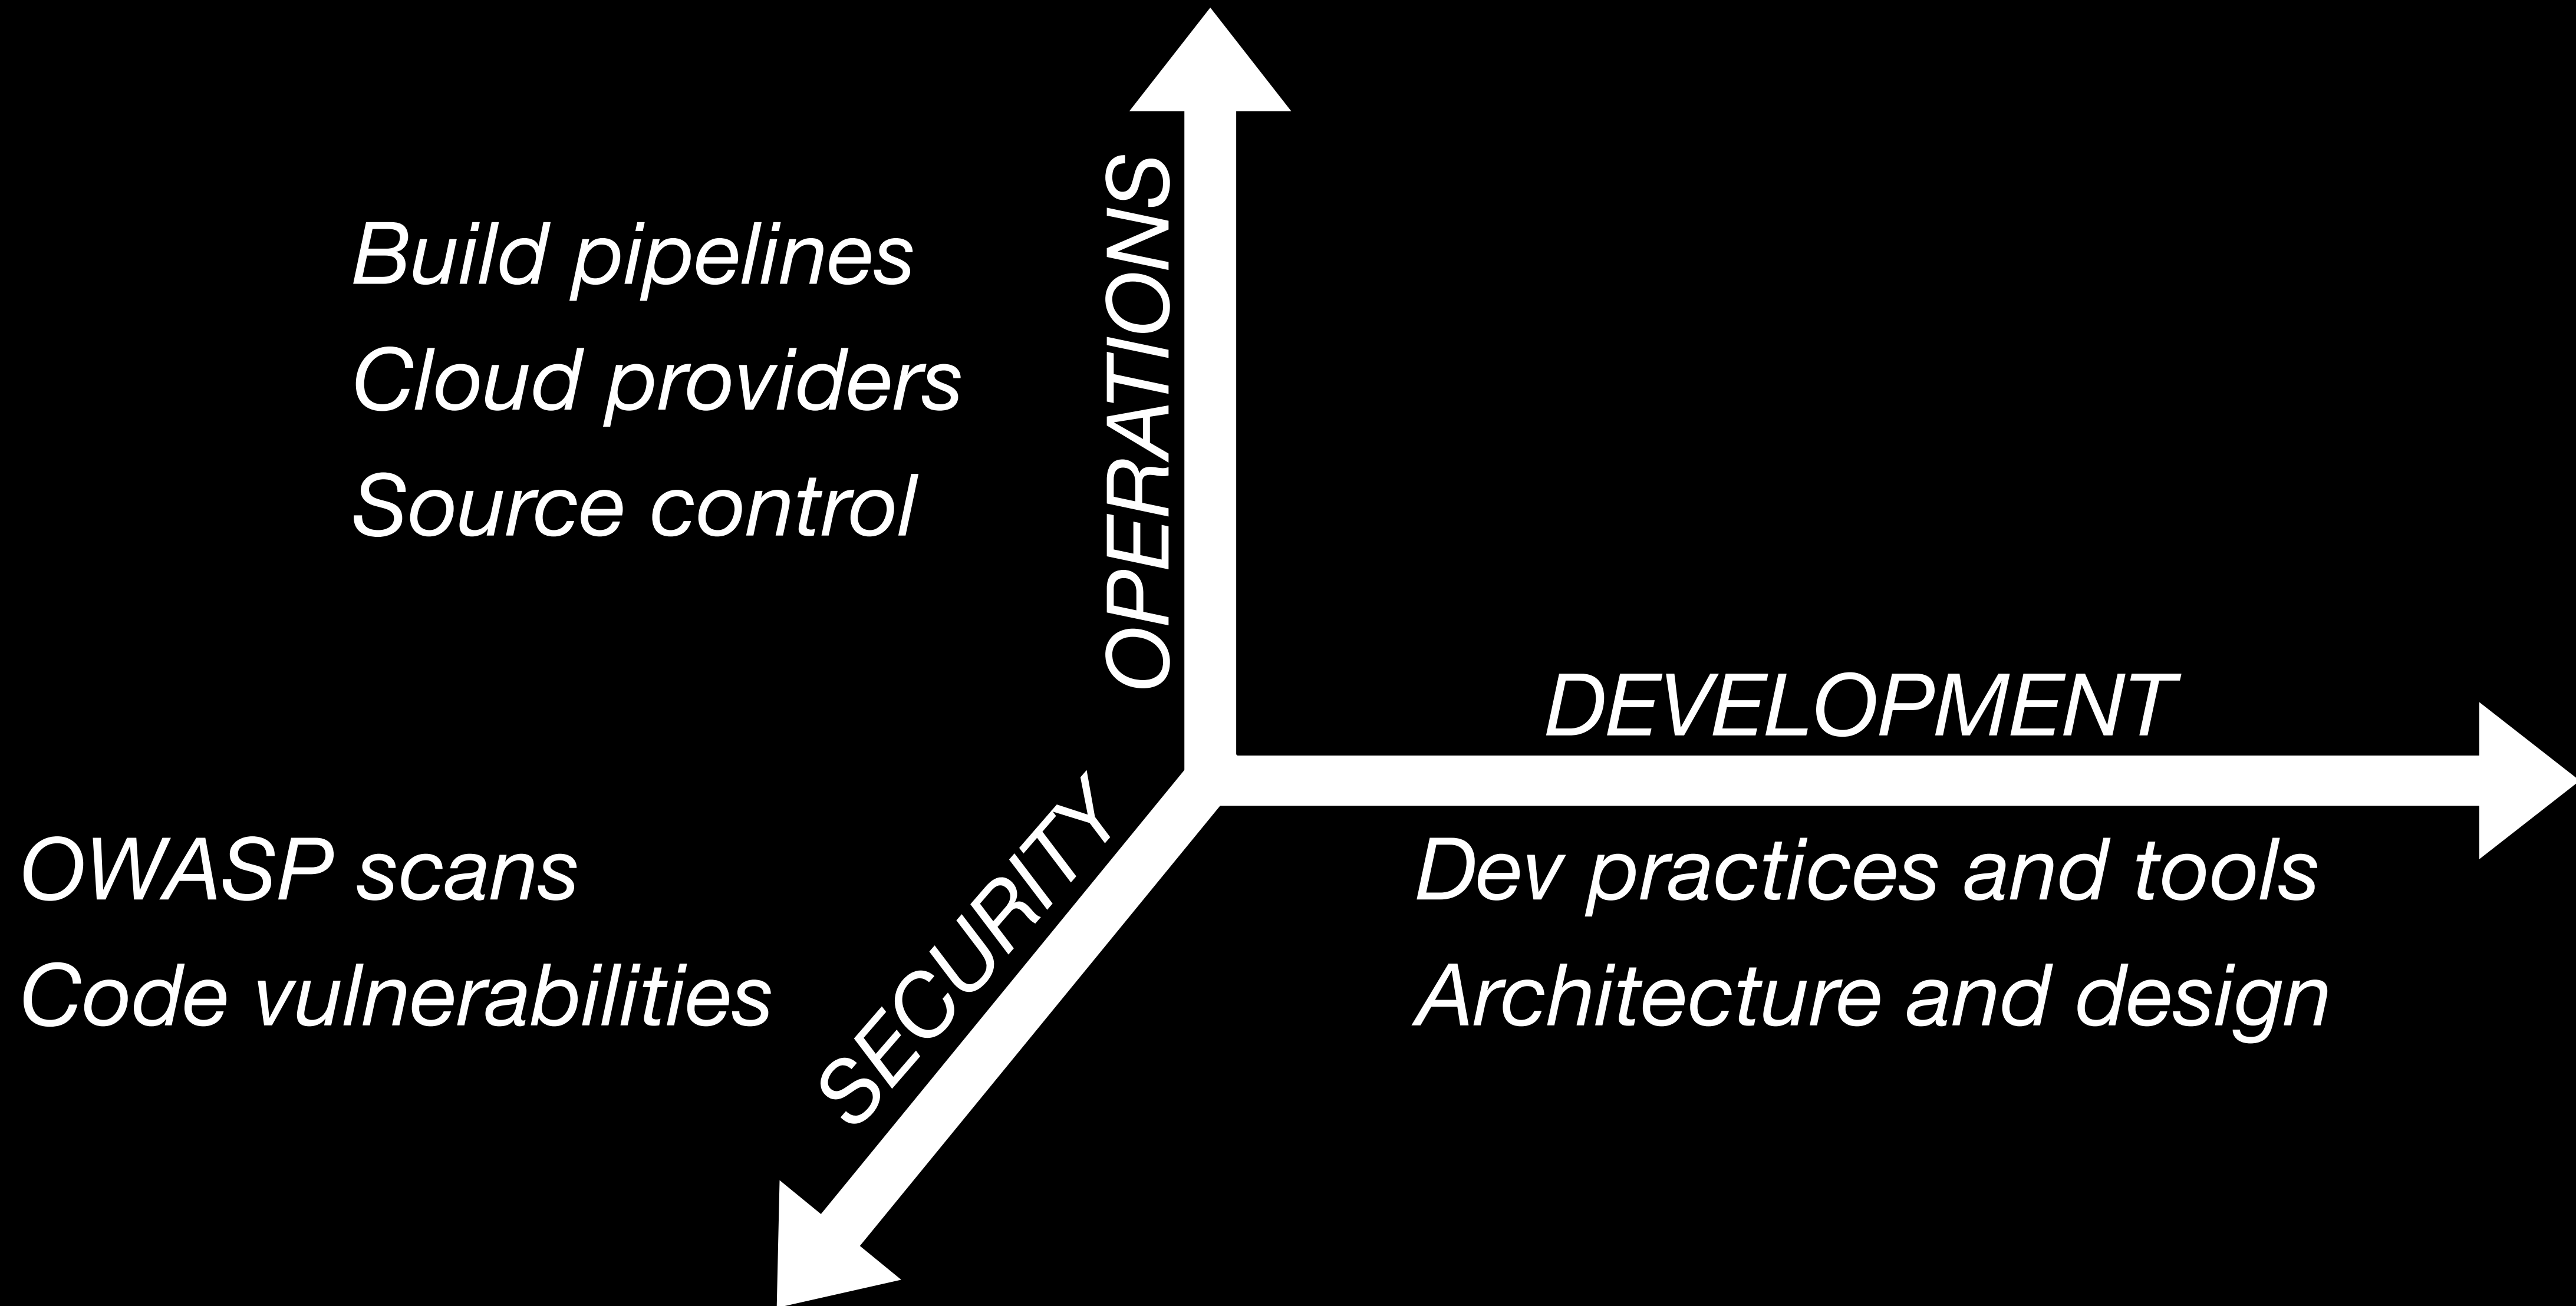 OPERATIONS
Build pipelines
Cloud providers
Source control
DEVELOPMENT
Dev practices and tools
Architecture and design
SECURITY
OWASP scans
Code vulnerabilities